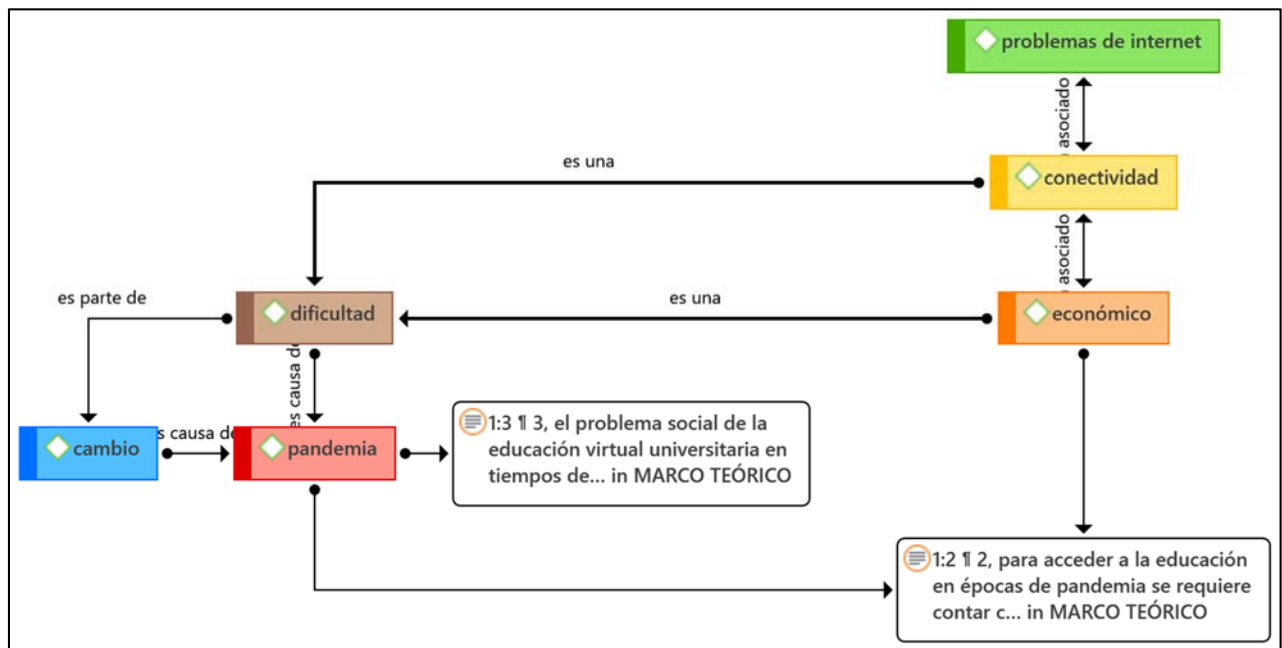 problemas de internet
asociado
es una
conectividad
asociado
es parte de
dificultad
es una
económico
es causa de
cambio
s causa de
pandemia
1:3 ¶ 3, el problema social de la
educación virtual universitaria en
tiempos de... in MARCO TEÓRICO
1:2 ¶ 2, para acceder a la educación
en épocas de pandemia se requiere
contar c... in MARCO TEÓRICO